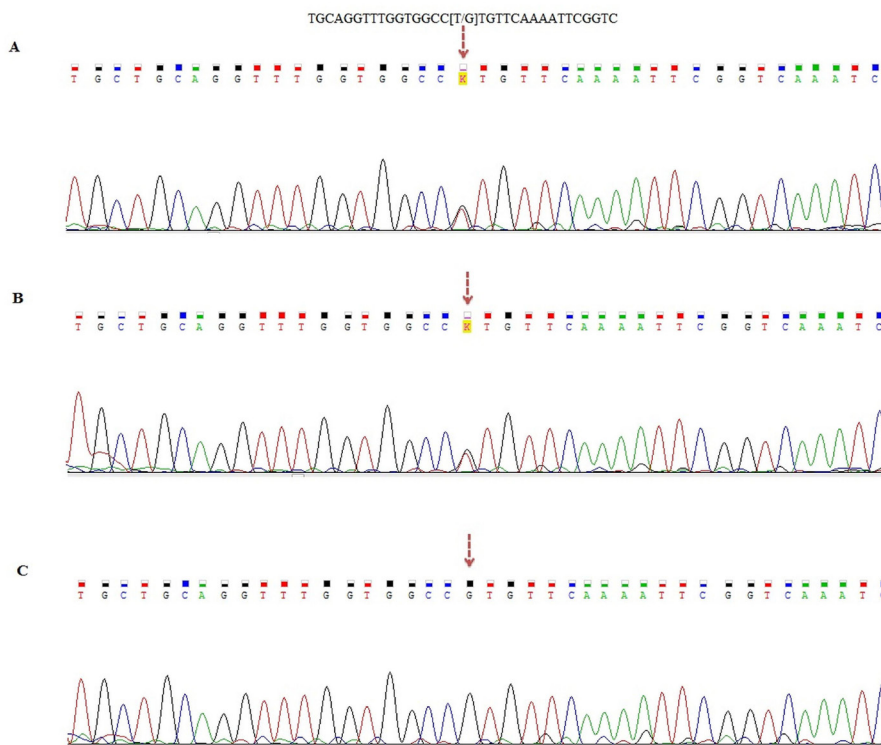 TGCAGGTTTGGTGGCC[T/G]TGTTCAAAATTCGGTC
A
T G C T G C A G G T T T G G T G G C C K T G T T C A A A A T T C G G T C A A A T C
B
T G C T G C A G G T T T G G T G G C C K T G T T C A A A A T T C G G T C A A A T C
C
T G C T G C A G G T T T G G T G G C C G T G T T C A A A A T T C G G T C A A A T